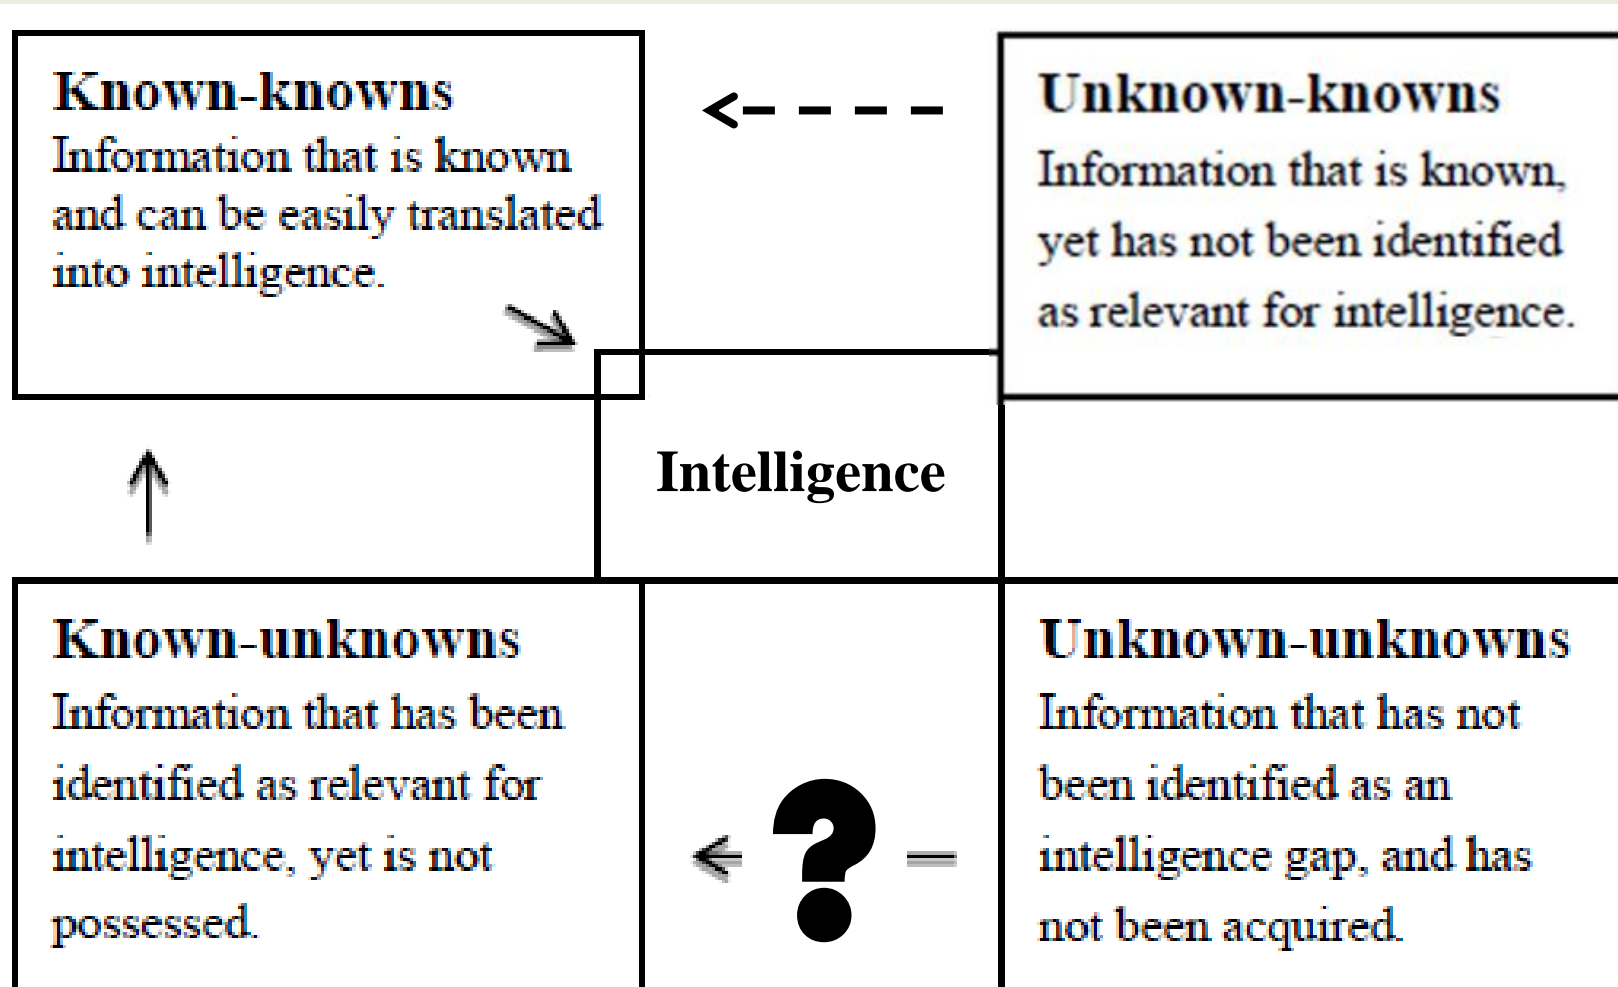 Known-knowns
Information that is known
and can be easily translated
into intelligence.
Unknown-knowns
Information that is known,
yet has not been identified
as relevant for intelligence.
Intelligence
Known-unknowns
Information that has been
identified as relevant for
intelligence, yet is not
possessed.
?
Unknown-unknowns
Information that has not
been identified as an
intelligence gap, and has
not been acquired.